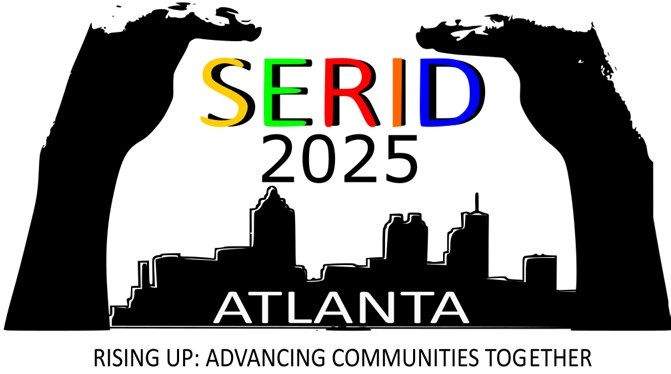 SERID
2025
ATLANTA
RISING UP: ADVANCING COMMUNITIES TOGETHER